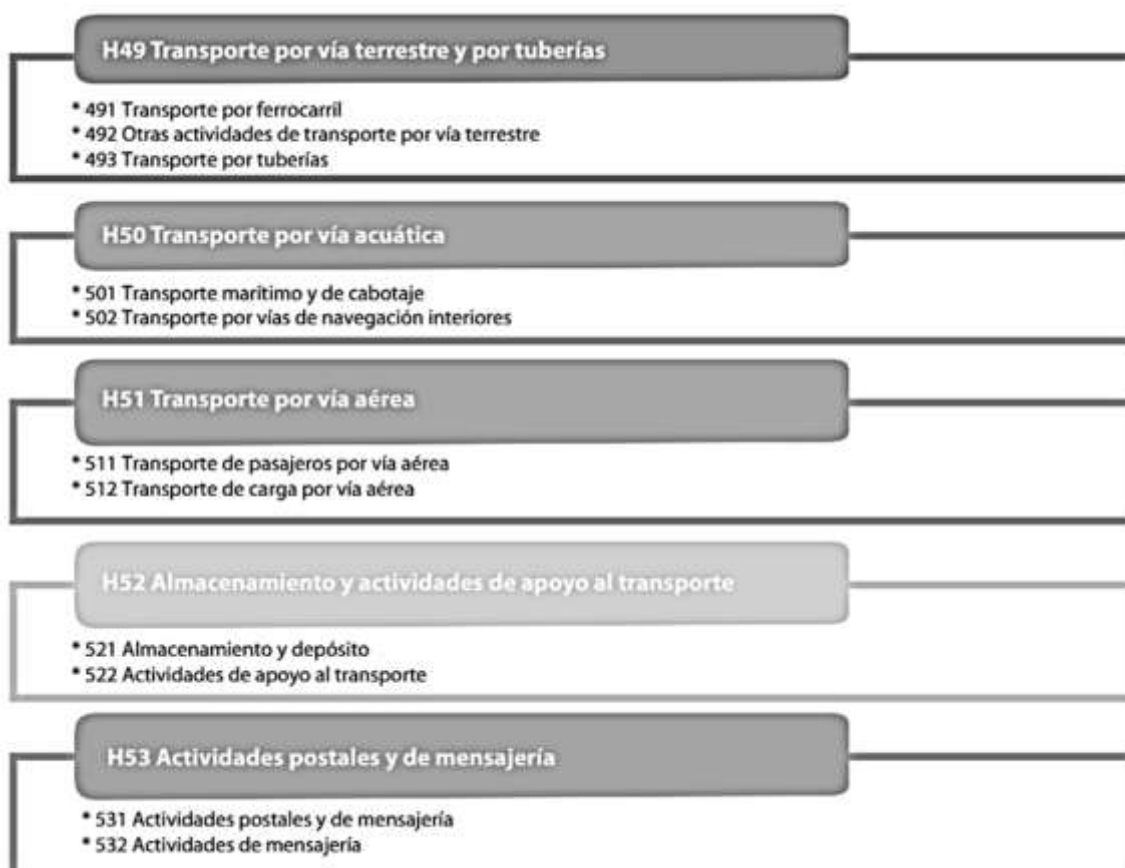 H49 Transporte por vía terrestre y por tuberías
* 491 Transporte por ferrocarril
* 492 Otras actividades de transporte por vía terrestre
* 493 Transporte por tuberías
H50 Transporte por vía acuática
* 501 Transporte marítimo y de cabotaje
* 502 Transporte por vías de navegación interiores
H51 Transporte por vía aérea
* 511 Transporte de pasajeros por vía aérea
* 512 Transporte de carga por vía aérea
H52 Almacenamiento y actividades de apoyo al transporte
* 521 Almacenamiento y depósito
* 522 Actividades de apoyo al transporte
H53 Actividades postales y de mensajería
* 531 Actividades postales y de mensajería
* 532 Actividades de mensajería